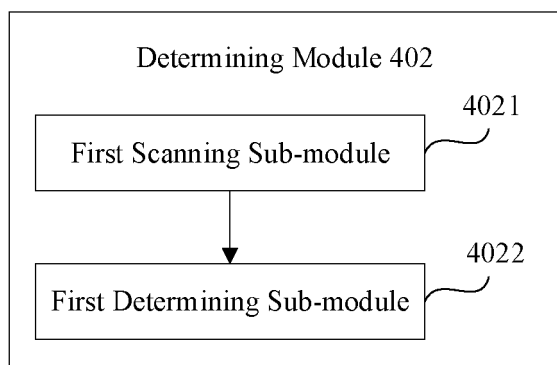 Determining Module 402
4021
First Scanning Sub-module
4022
First Determining Sub-module